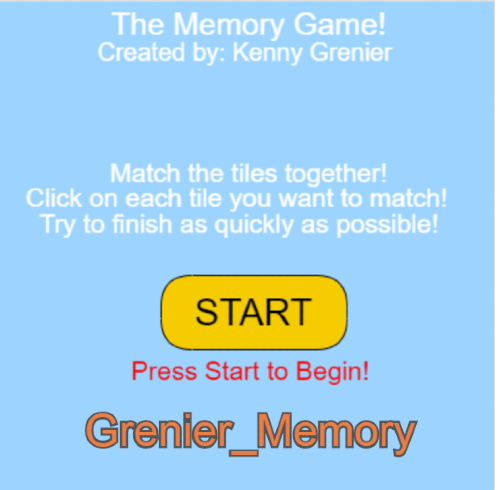 The Memory Game!
Created by: Kenny Grenier
Match the tiles together!
Click on each tile you want to match!
Try to finish as quickly as possible!
START
Press Start to Begin!
Grenier_Memory